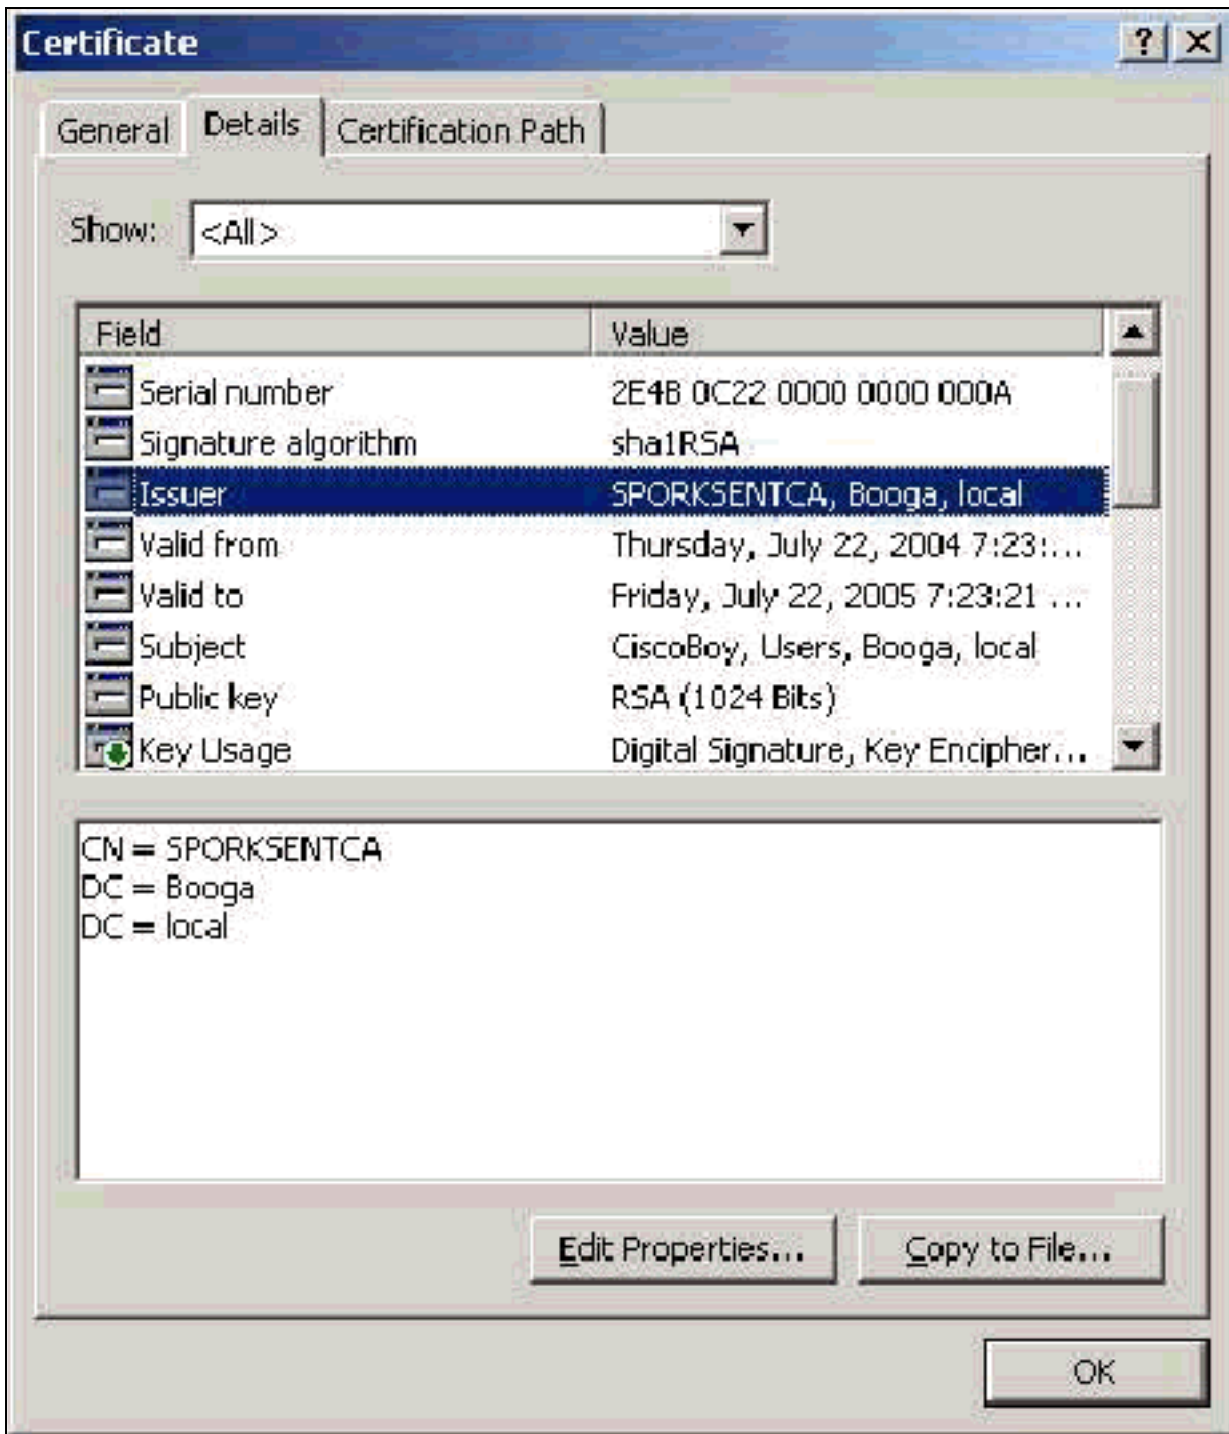 Certificate
General Details Certification Path
Show: <All>
Field Value
Serial number 2E4B 0C22 0000 0000 000A
Signature algorithm sha1RSA
Issuer SPORKSENTCA, Booga, local
Valid from Thursday, July 22, 2004 7:23:...
Valid to Friday, July 22, 2005 7:23:21 ...
Subject CiscoBoy, Users, Booga, local
Public key RSA (1024 Bits)
Key Usage Digital Signature, Key Encipher...
CN = SPORKSENTCA
DC = Booga
DC = local
Edit Properties... Copy to File...
OK